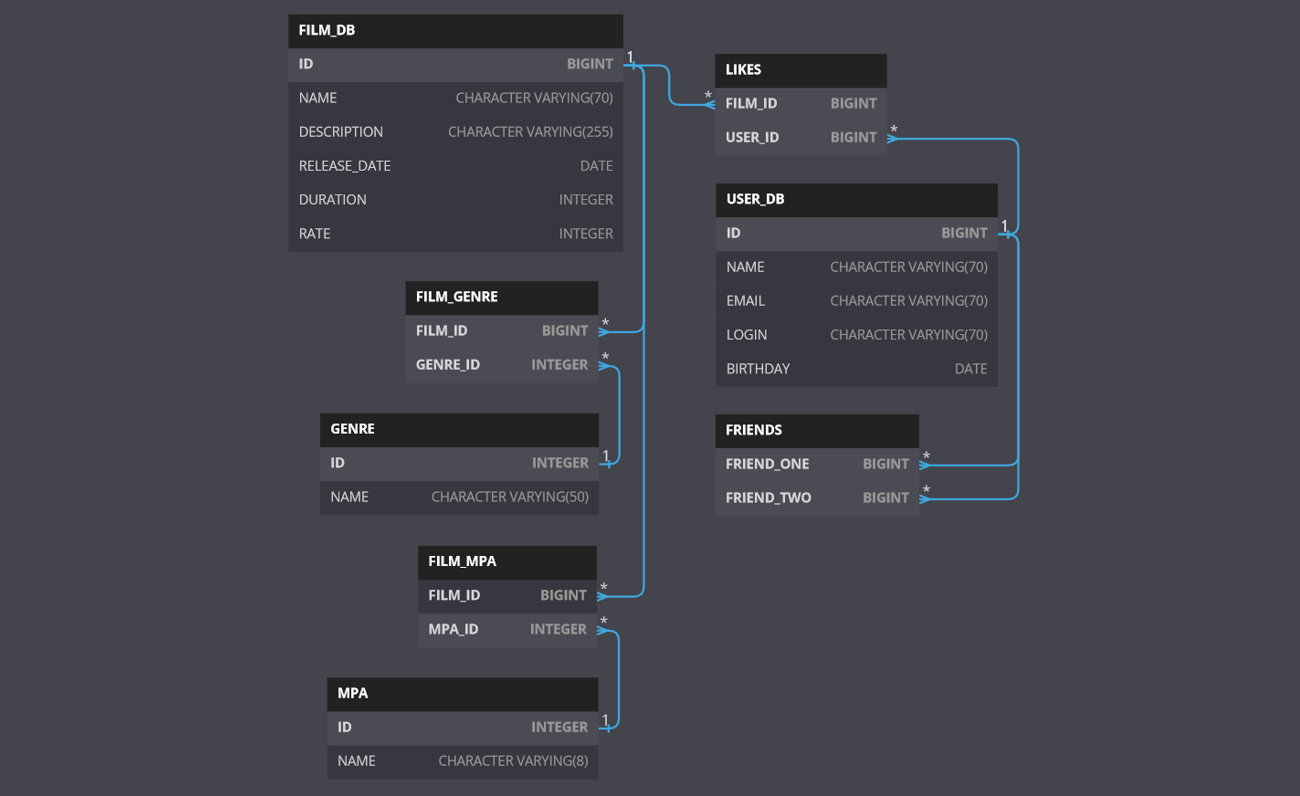 FILM_DB
1
ID BIGINT
NAME CHARACTER VARYING(70)
DESCRIPTION CHARACTER VARYING(255)
RELEASE_DATE DATE
DURATION INTEGER
RATE INTEGER
LIKES
* FILM_ID BIGINT
USER_ID BIGINT *
USER_DB
ID BIGINT 1
NAME CHARACTER VARYING(70)
EMAIL CHARACTER VARYING(70)
LOGIN CHARACTER VARYING(70)
BIRTHDAY DATE
FILM_GENRE
FILM_ID BIGINT *
GENRE_ID INTEGER *
GENRE
ID INTEGER 1
NAME CHARACTER VARYING(50)
FRIENDS
FRIEND_ONE BIGINT *
FRIEND_TWO BIGINT *
FILM_MPA
FILM_ID BIGINT *
MPA_ID INTEGER *
MPA
ID INTEGER 1
NAME CHARACTER VARYING(8)